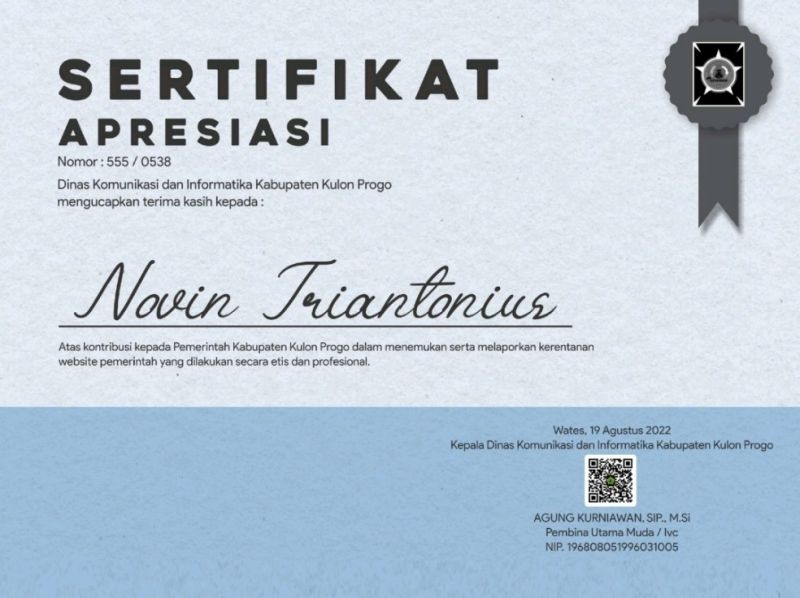 SERTIFIKAT
APRESIASI
Nomor : 555 / 0538
Dinas Komunikasi dan Informatika Kabupaten Kulon Progo
mengucapkan terima kasih kepada :
Novin Triantonius
Atas kontribusi kepada Pemerintah Kabupaten Kulon Progo dalam menemukan serta melaporkan kerentanan
website pemerintah yang dilakukan secara etis dan profesional.
Wates, 19 Agustus 2022
Kepala Dinas Komunikasi dan Informatika Kabupaten Kulon Progo
AGUNG KURNIAWAN, SIP., M.Si
Pembina Utama Muda / Ivc
NIP. 196808051996031005